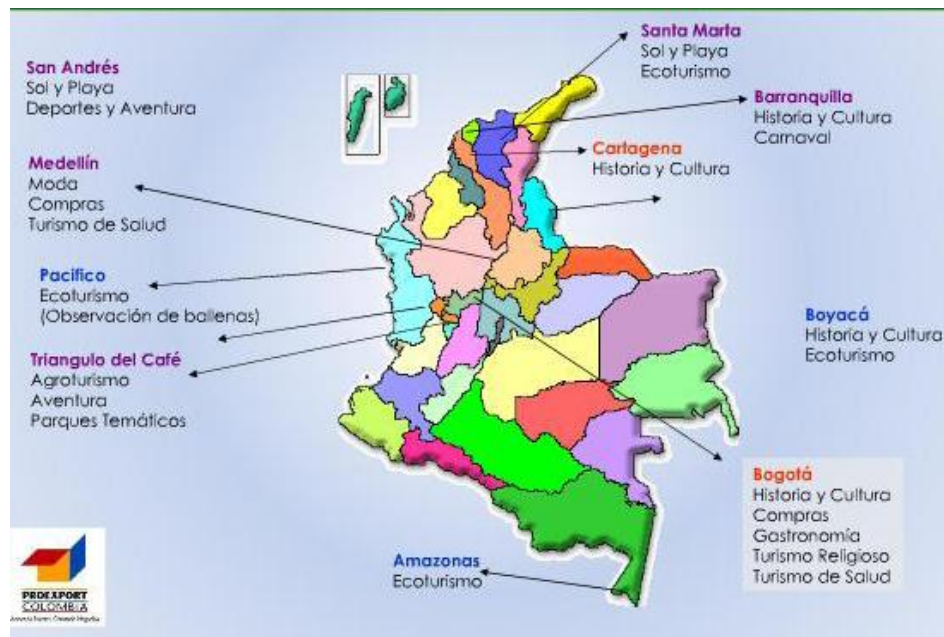 San Andrés
Sol y Playa
Deportes y Aventura
Medellín
Moda
Compras
Turismo de Salud
Pacifico
Ecoturismo
(Observación de ballenas)
Triangulo del Café
Agroturismo
Aventura
Parques Temáticos
Santa Marta
Sol y Playa
Ecoturismo
Barranquilla
Historia y Cultura
Carnaval
Cartagena
Historia y Cultura
Boyacá
Historia y Cultura
Ecoturismo
Bogotá
Historia y Cultura
Compras
Gastronomía
Turismo Religioso
Turismo de Salud
Amazonas
Ecoturismo
PROEXPORT
COLOMBIA